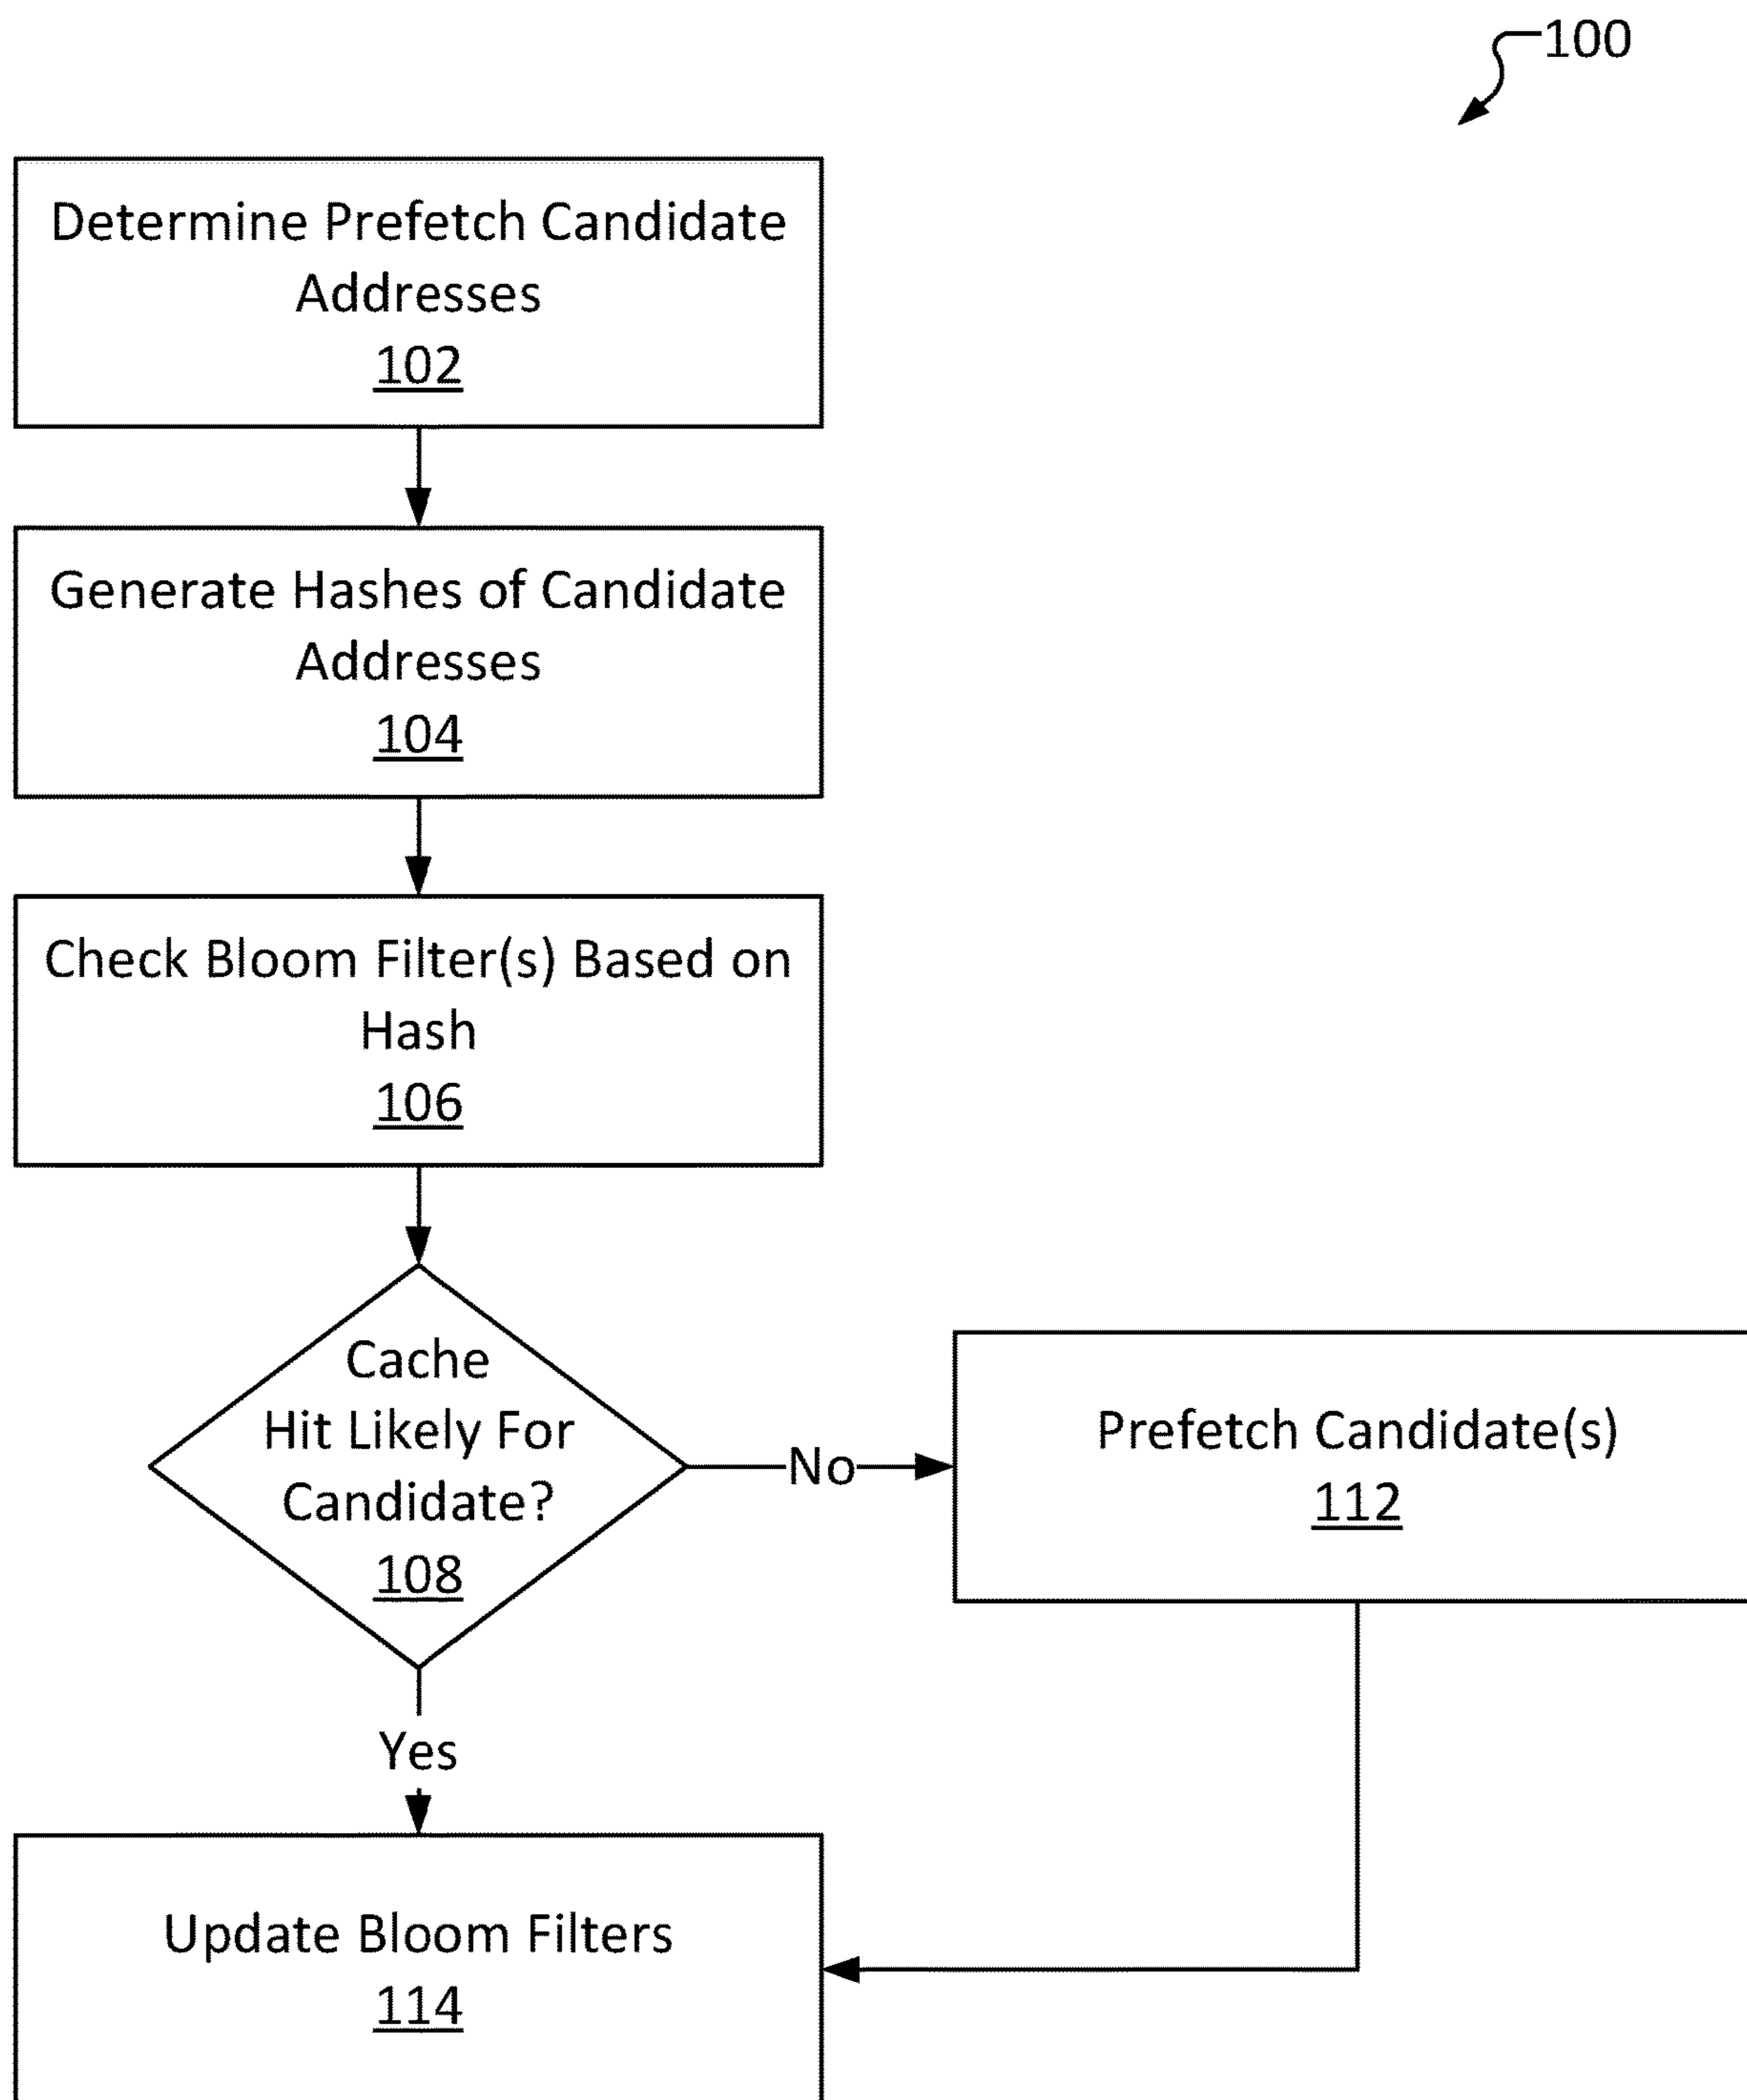 100
Determine Prefetch Candidate
Addresses
102
Generate Hashes of Candidate
Addresses
104
Check Bloom Filter(s) Based on
Hash
106
Cache
Hit Likely For
Candidate?
108
No
Prefetch Candidate(s)
112
Yes
Update Bloom Filters
114